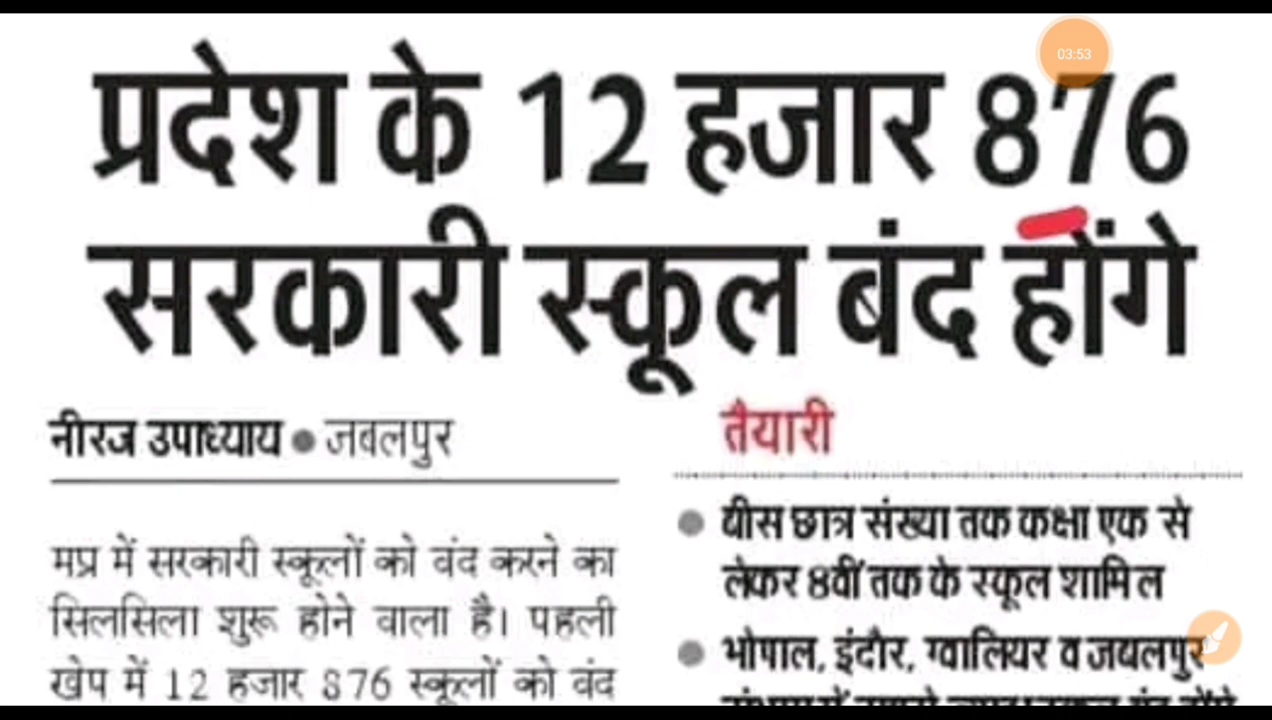 03:53
प्रदेश के 12 हजार 876
सरकारी स्कूल बंद होंगे
नीरज उपाध्याय ● जबलपुर
मप्र में सरकारी स्कूलों को बंद करने का
सिलसिला शुरू होने वाला है। पहली
खेप में 12 हजार 876 स्कूलों को बंद
तैयारी
● बीस छात्र संख्या तक कक्षा एक से
लेकर 8वीं तक के स्कूल शामिल
● भोपाल, इंदौर, ग्वालियर व जबलपुर